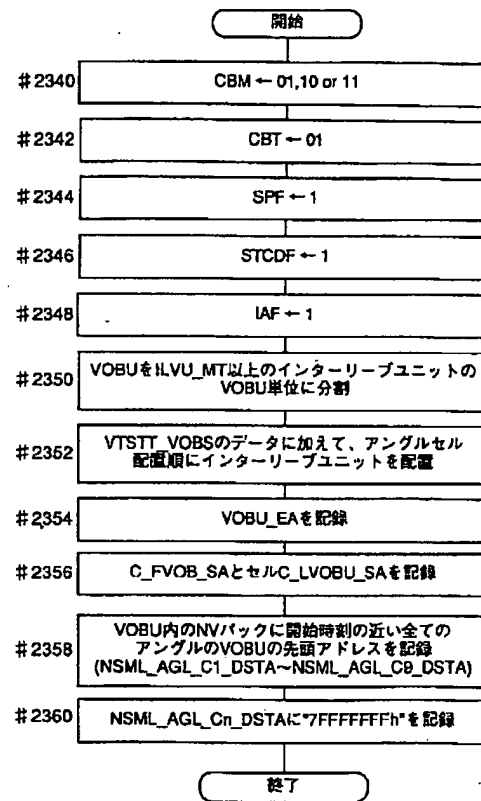 開始
#2340
CBM ← 01,10 or 11
#2342
CBT ← 01
#2344
SPF ← 1
#2346
STCDF ← 1
#2348
IAF ← 1
#2350
VOBUをILVU_MT以上のインターリーブユニットの
VOBU単位に分割
#2352
VTSTT_VOBSのデータに加えて、アングルセル
配置順にインターリーブユニットを配置
#2354
VOBU_EAを記録
#2356
C_FVOB_SAとセルC_LVOBU_SAを記録
#2358
VOBU内のNVパックに開始時刻の近い全ての
アングルのVOBUの先頭アドレスを記録
(NSML_AGL_C1_DSTA～NSML_AGL_C9_DSTA)
#2360
NSML_AGL_Cn_DSTAに"7FFFFFFFh"を記録
終了